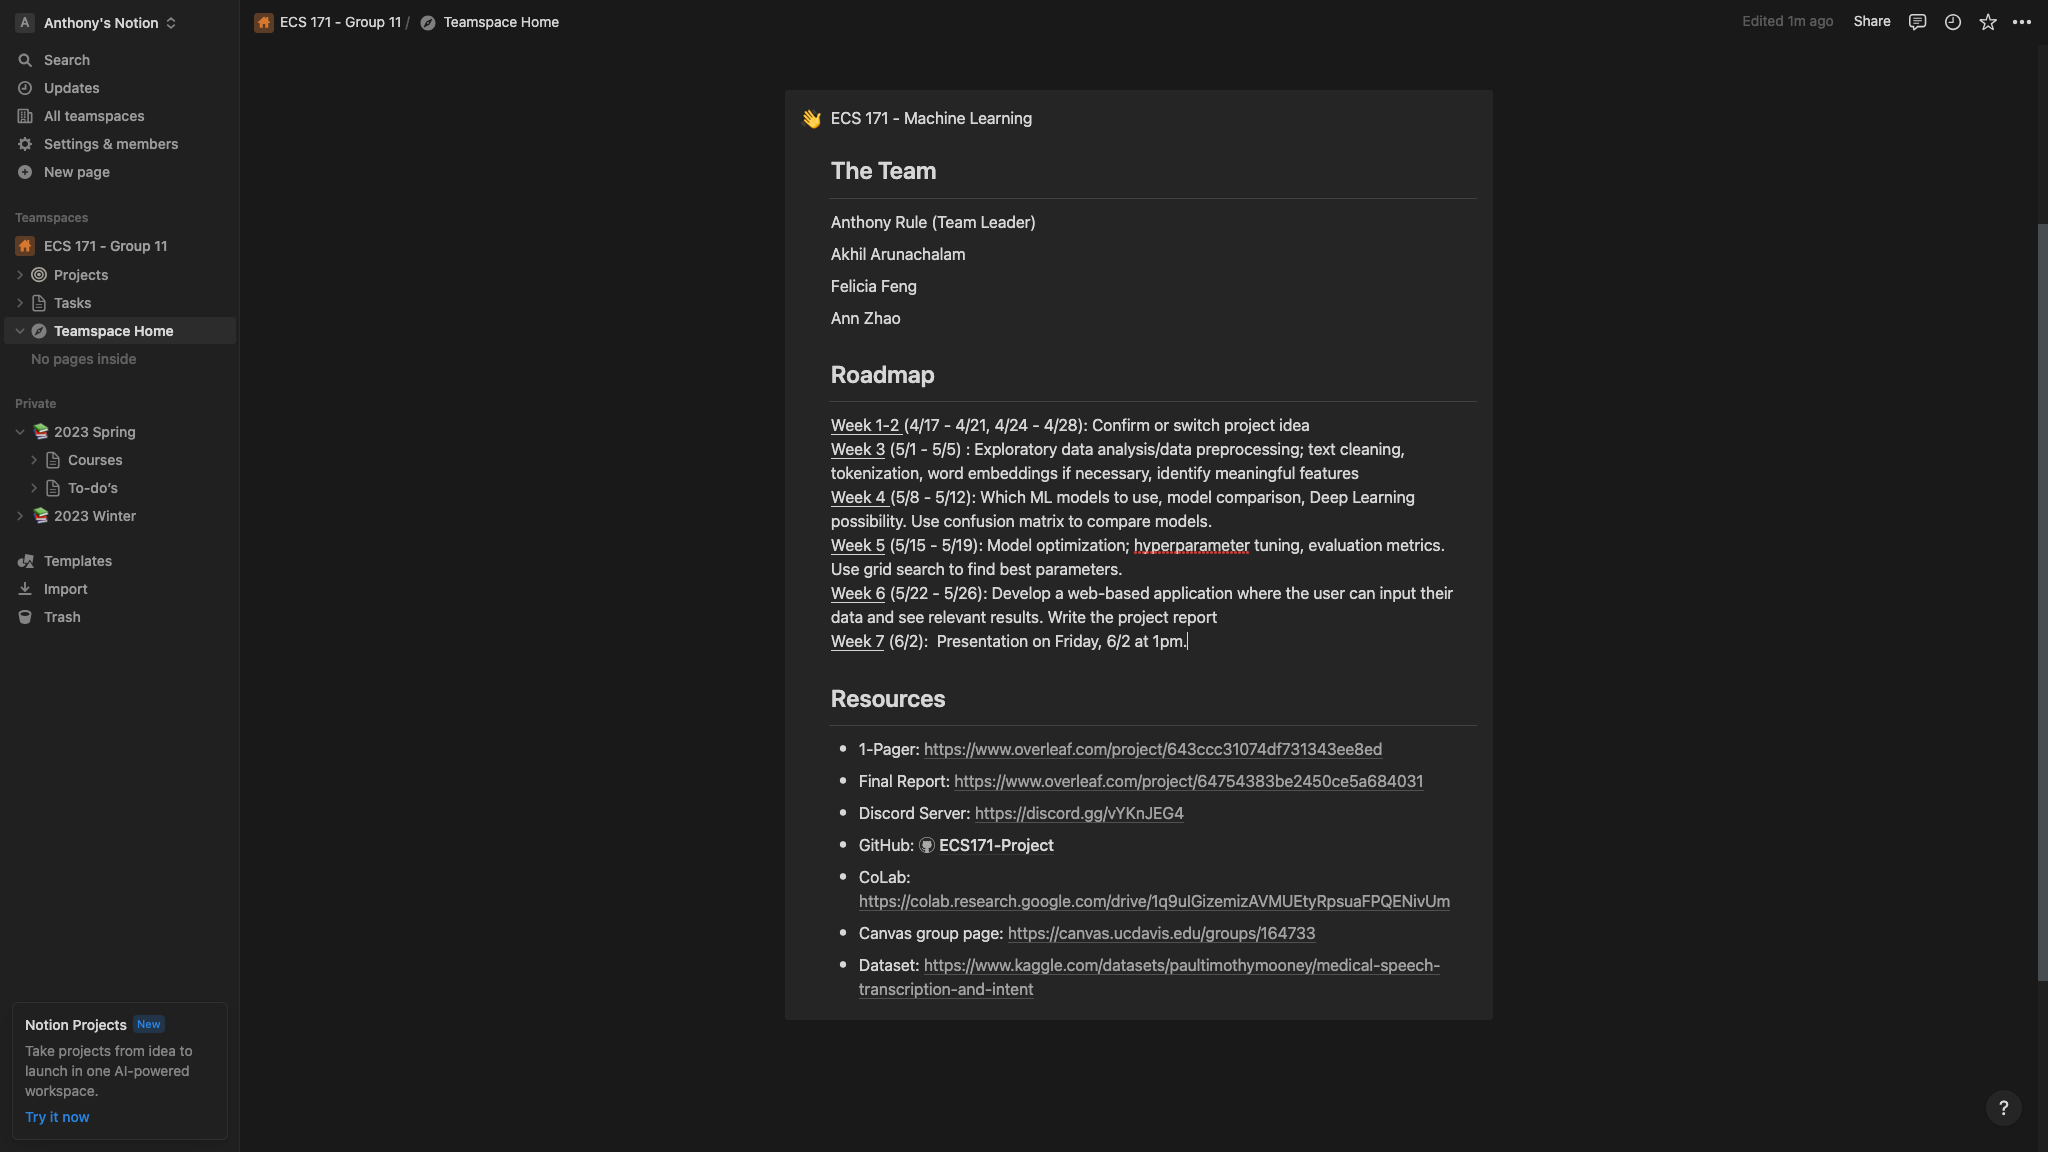 A Anthony's Notion
Search
Updates
All teamspaces
Settings & members
New page
Teamspaces
ECS 171 - Group 11
Projects
Tasks
Teamspace Home
No pages inside
Private
2023 Spring
Courses
To-do's
2023 Winter
Templates
Import
Trash
Notion Projects New
Take projects from idea to
launch in one AI-powered
workspace.
Try it now
ECS 171 - Group 11 / Teamspace Home
Edited 1m ago Share
👋 ECS 171 - Machine Learning
The Team
Anthony Rule (Team Leader)
Akhil Arunachalam
Felicia Feng
Ann Zhao
Roadmap
Week 1-2 (4/17 - 4/21, 4/24 - 4/28): Confirm or switch project idea
Week 3 (5/1 - 5/5) : Exploratory data analysis/data preprocessing; text cleaning,
tokenization, word embeddings if necessary, identify meaningful features
Week 4 (5/8 - 5/12): Which ML models to use, model comparison, Deep Learning
possibility. Use confusion matrix to compare models.
Week 5 (5/15 - 5/19): Model optimization; hyperparameter tuning, evaluation metrics.
Use grid search to find best parameters.
Week 6 (5/22 - 5/26): Develop a web-based application where the user can input their
data and see relevant results. Write the project report
Week 7 (6/2):  Presentation on Friday, 6/2 at 1pm.
Resources
• 1-Pager: https://www.overleaf.com/project/643ccc31074df731343ee8ed
• Final Report: https://www.overleaf.com/project/64754383be2450ce5a684031
• Discord Server: https://discord.gg/vYKnJEG4
• GitHub: ECS171-Project
• CoLab:
https://colab.research.google.com/drive/1q9uIGizemizAVMUEtyRpsuaFPQENivUm
• Canvas group page: https://canvas.ucdavis.edu/groups/164733
• Dataset: https://www.kaggle.com/datasets/paultimothymooney/medical-speech-
transcription-and-intent
?